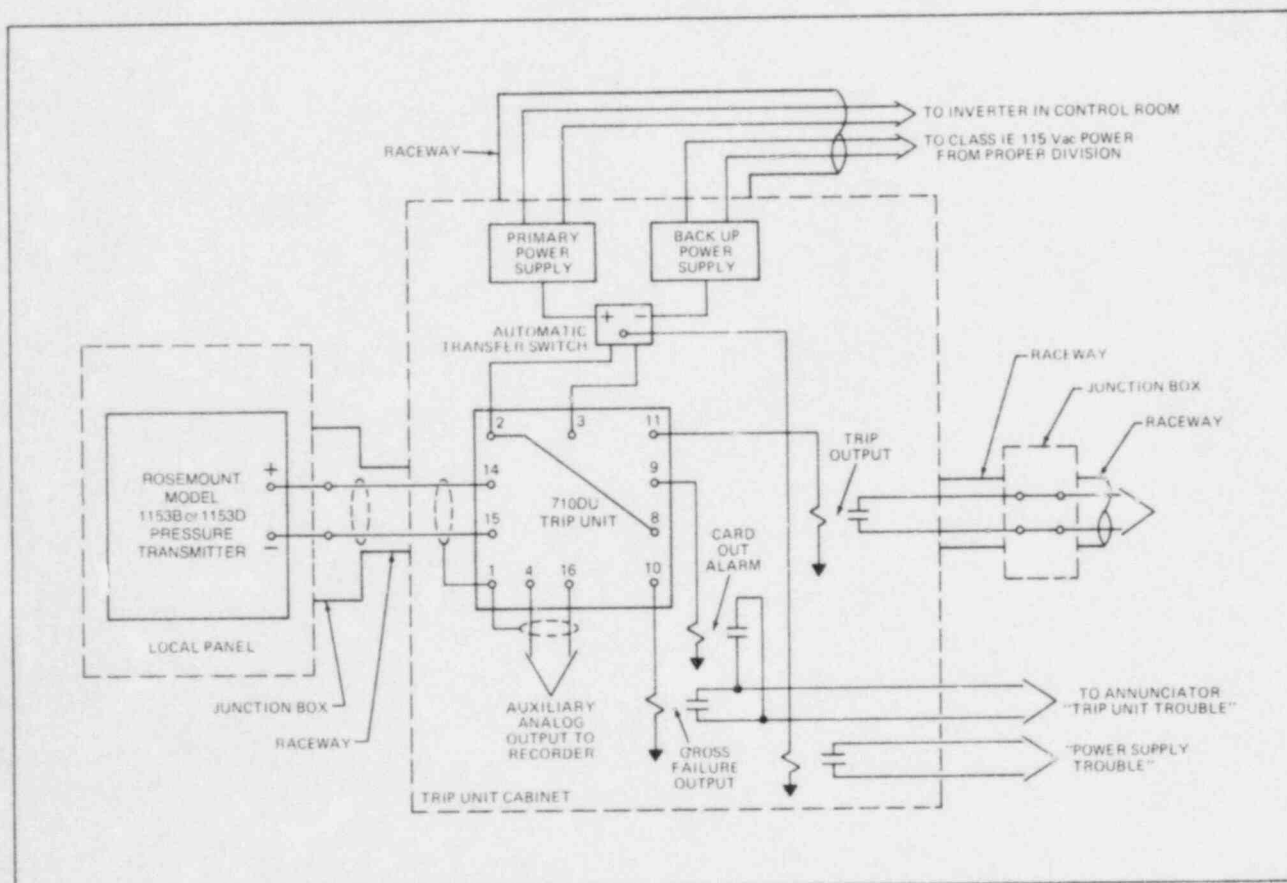 TO INVERTER IN CONTROL ROOM
TO CLASS IE 115 Vac POWER
FROM PROPER DIVISION
RACEWAY
PRIMARY
POWER
SUPPLY
BACK UP
POWER
SUPPLY
+ −
AUTOMATIC
TRANSFER SWITCH
RACEWAY
JUNCTION BOX
RACEWAY
2 3 11
ROSEMOUNT
MODEL
1153B or 1153D
PRESSURE
TRANSMITTER
+
−
14
15
9
710DU
TRIP UNIT
8
1 4 16 10
TRIP
OUTPUT
CARD
OUT
ALARM
LOCAL PANEL
JUNCTION BOX
RACEWAY
AUXILIARY
ANALOG
OUTPUT TO
RECORDER
GROSS
FAILURE
OUTPUT
TO ANNUNCIATOR
"TRIP UNIT TROUBLE"
"POWER SUPPLY
TROUBLE"
TRIP UNIT CABINET